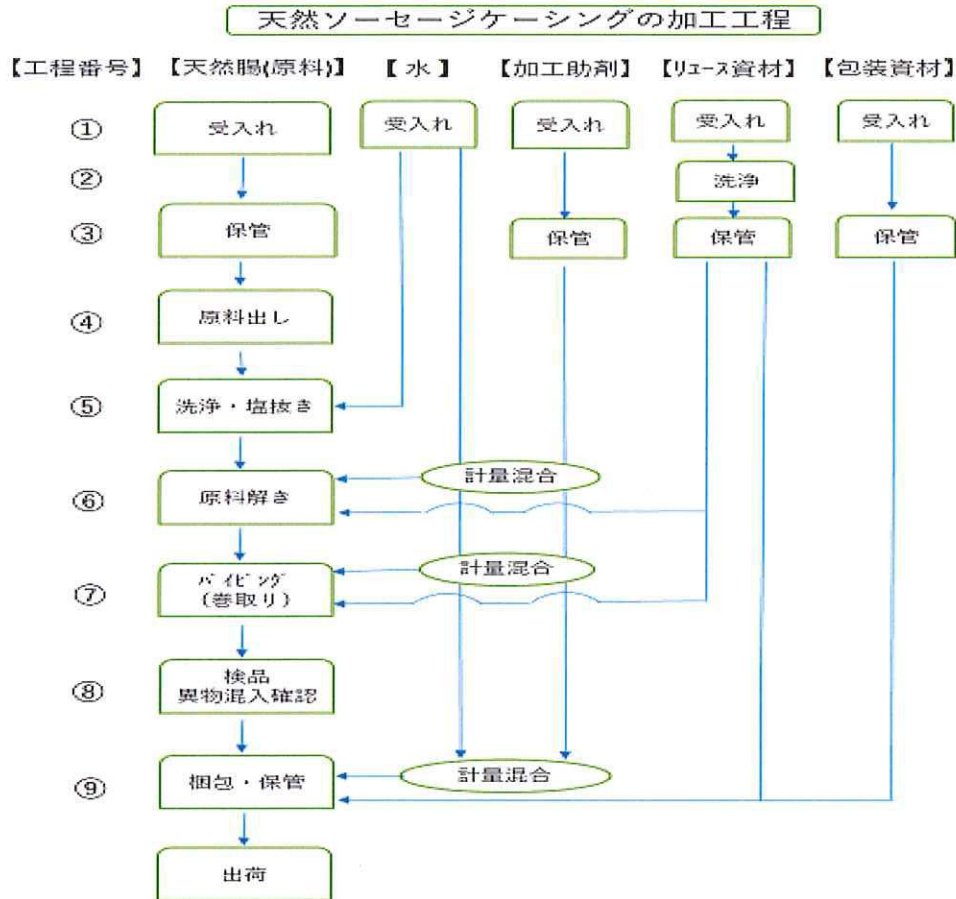 天然ソーセージケーシングの加工工程
【工程番号】 【天然腸(原料)】 【水】 【加工助剤】 【リユース資材】 【包装資材】
① 受入れ 受入れ 受入れ 受入れ 受入れ
② 洗浄
③ 保管 保管 保管 保管
④ 原料出し
⑤ 洗浄・塩抜き
計量混合
⑥ 原料解き
計量混合
⑦ パイピング
(巻取り)
検品
⑧ 異物混入確認
計量混合
⑨ 梱包・保管
出荷